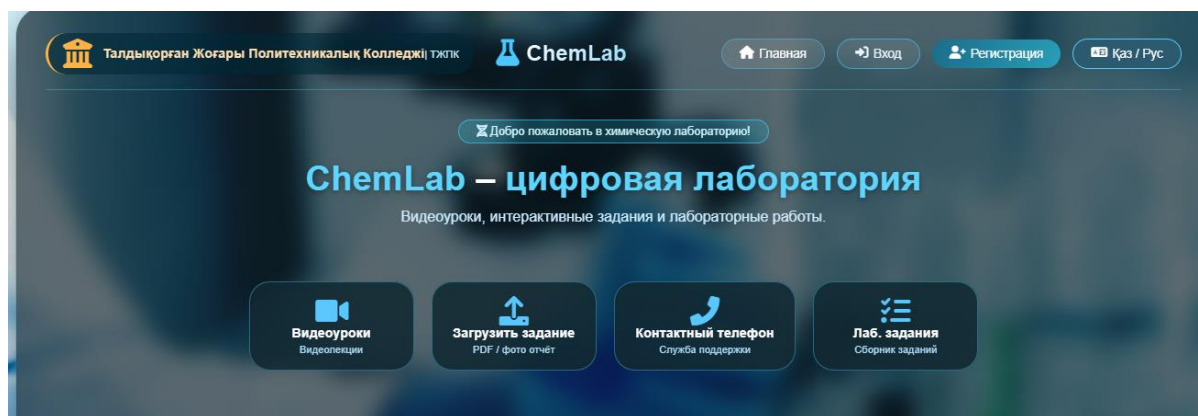 Талдықорған Жоғары Политехникалық Колледжі| ТЖПК
ChemLab
Главная
Вход
Регистрация
Қаз / Рус
Добро пожаловать в химическую лабораторию!
ChemLab – цифровая лаборатория
Видеоуроки, интерактивные задания и лабораторные работы.
Видеоуроки
Видеолекции
Загрузить задание
PDF / фото отчёт
Контактный телефон
Служба поддержки
Лаб. задания
Сборник заданий